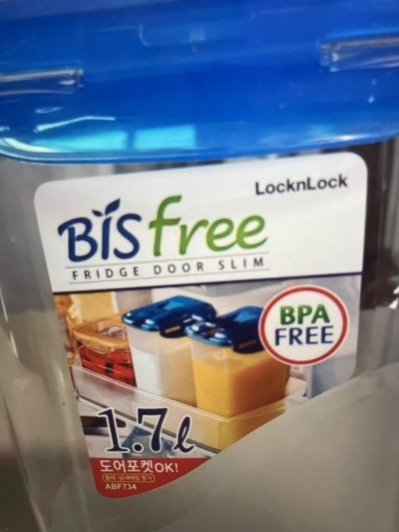 LocknLock
Bisfree
FRIDGE DOOR SLIM
BPA
FREE
1.7ℓ
도어포켓OK!
ABF734